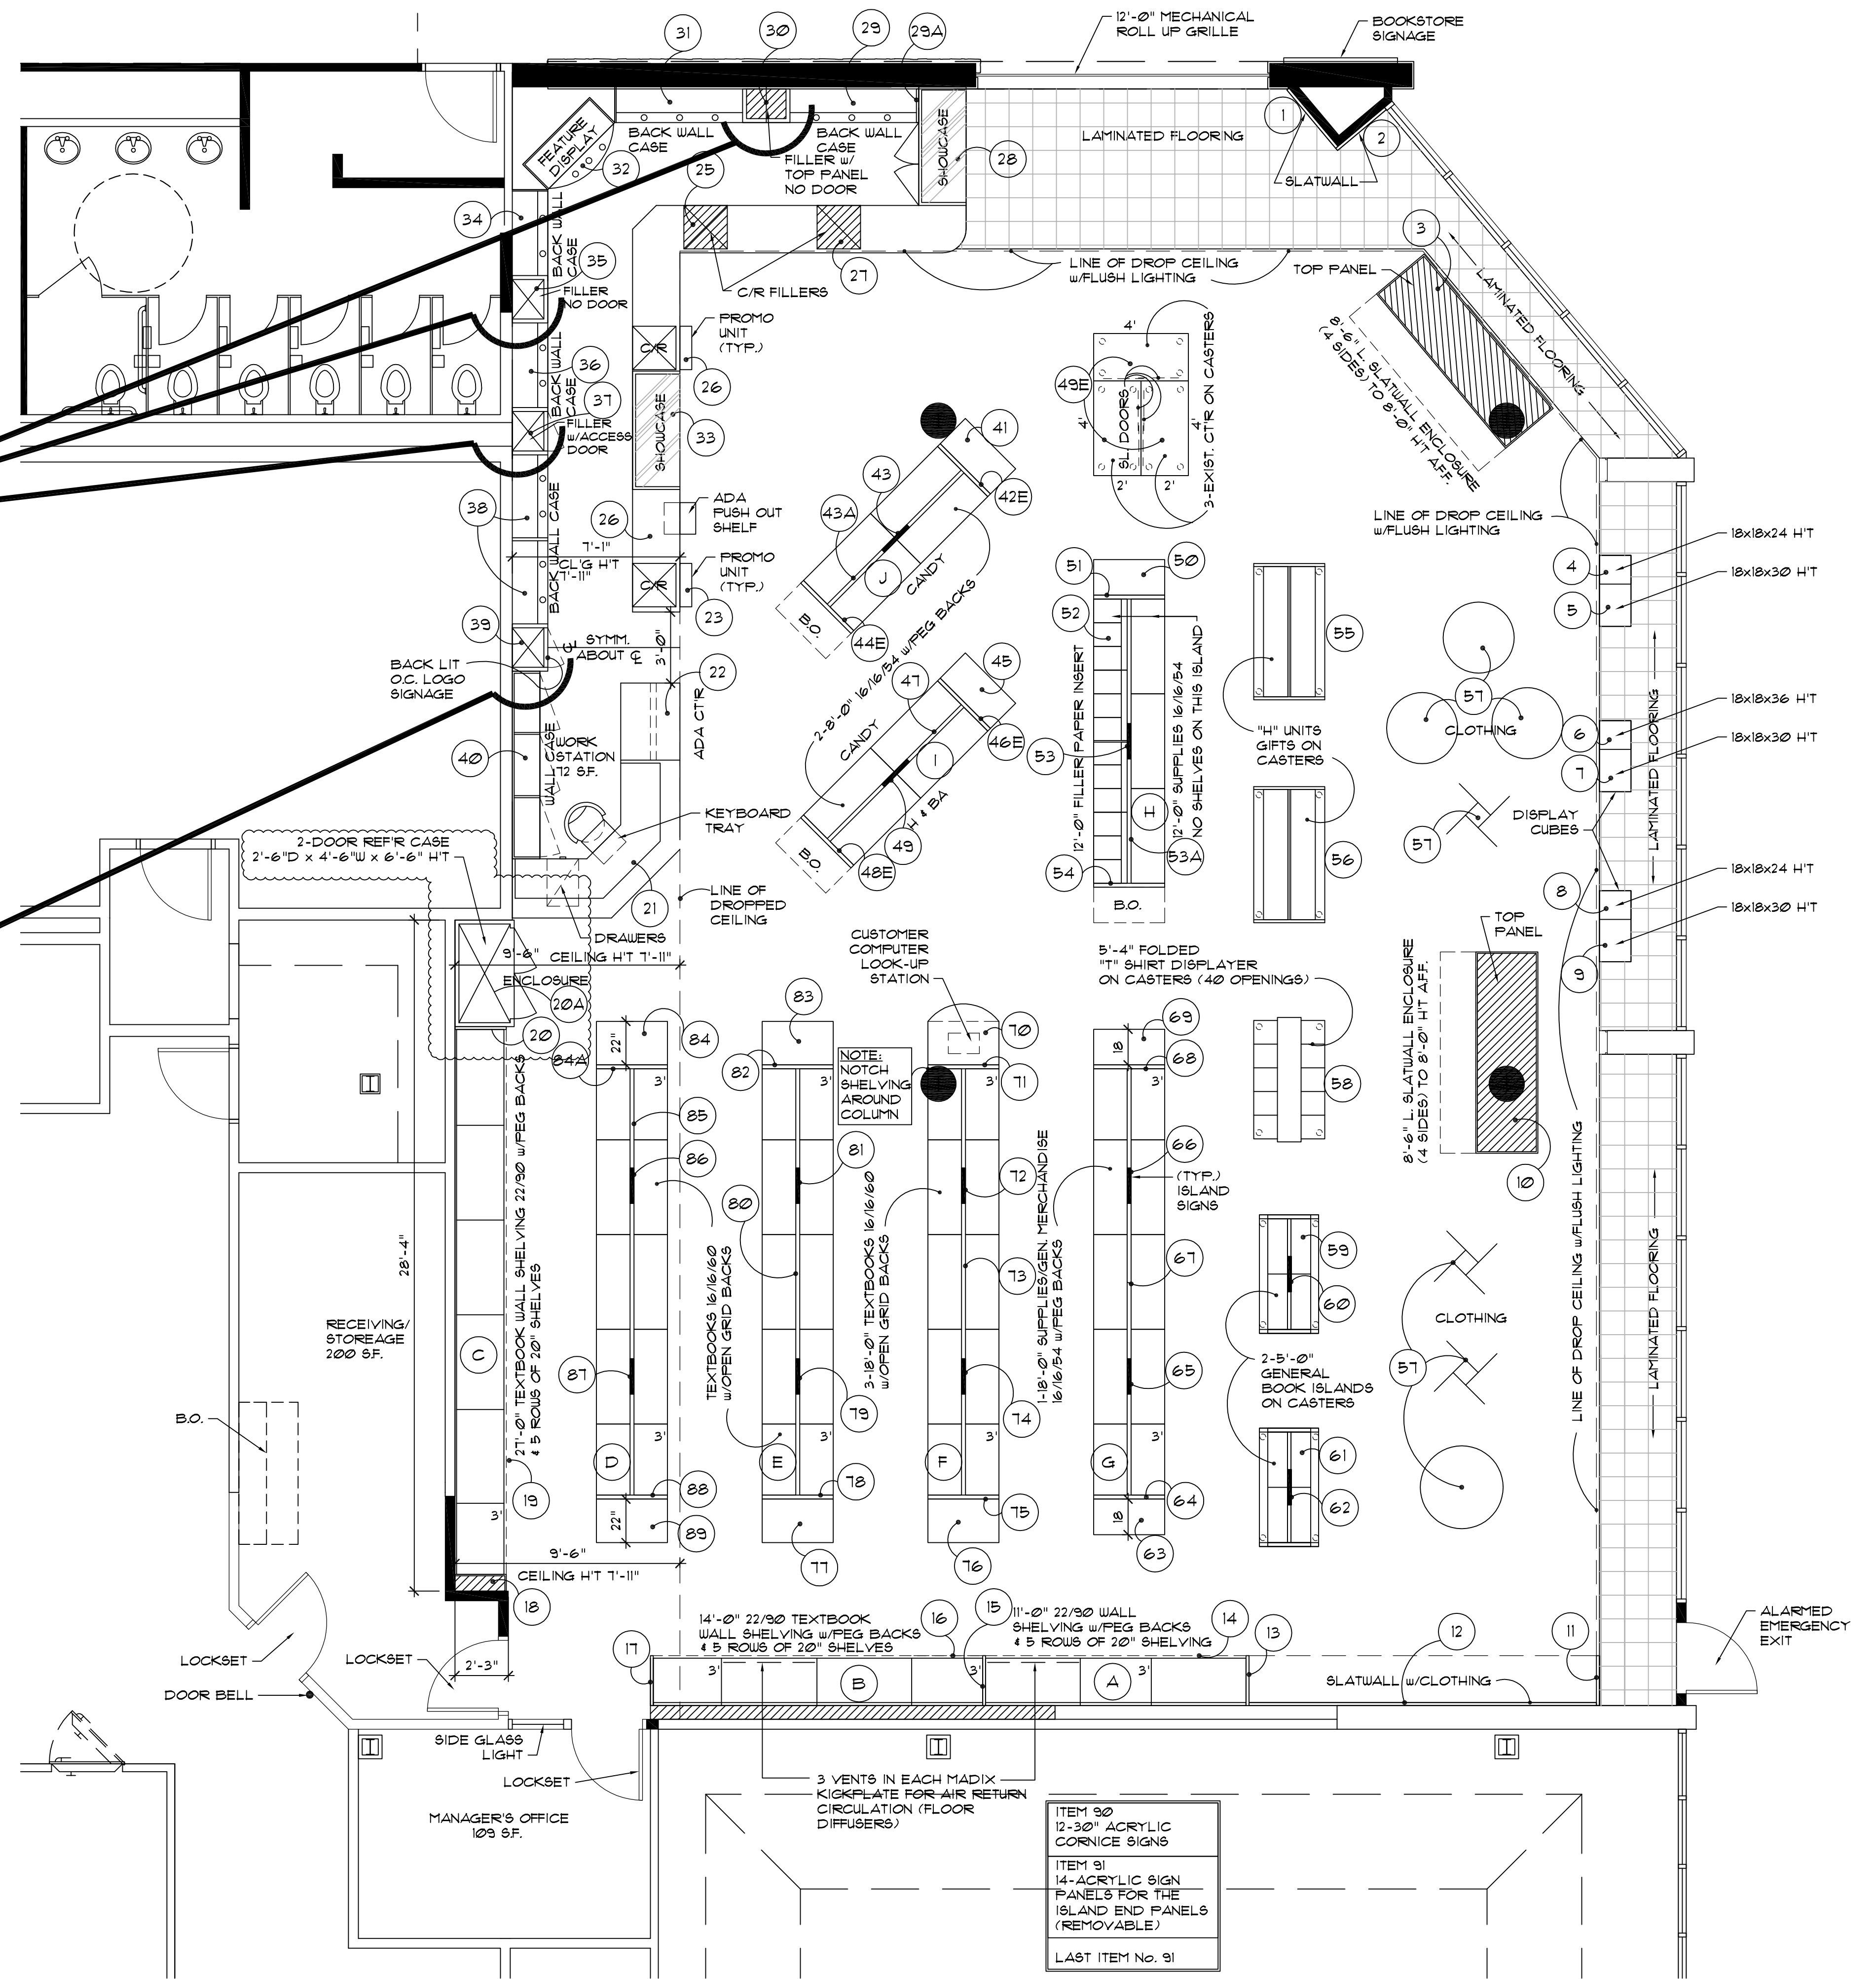 12'-0" MECHANICAL
ROLL UP GRILLE
BOOKSTORE
SIGNAGE
31
30
29
29A
FEATURE
DISPLAY
BACK WALL
CASE
BACK WALL
CASE
SHOWCASE
28
LAMINATED FLOORING
1
2
SLATWALL
FILLER w/
TOP PANEL
NO DOOR
32
25
27
C/R FILLERS
34
BACK WALL
CASE
35
FILLER
NO DOOR
LINE OF DROP CEILING
w/FLUSH LIGHTING
TOP PANEL
3
LAMINATED FLOORING
8'-6" L. SLATWALL ENCLOSURE
(4 SIDES) TO 8'-0" H'T A.F.F.
PROMO
UNIT
(TYP.)
C/R
26
36
BACK WALL
CASE
37
FILLER
w/ACCESS
DOOR
SHOWCASE
33
4'
49E
4'
4'
SL. DOORS
2'
2'
3-EXIST. CT'R ON CASTERS
41
42E
43
43A
J
CANDY
44E
B.O.
2-8'-0" 16/16/54 w/PEG BACKS
38
BACK WALL CASE
26
ADA
PUSH OUT
SHELF
7'-1"
CL'G H'T
7'-11"
PROMO
UNIT
(TYP.)
C/R
23
LINE OF DROP CEILING
w/FLUSH LIGHTING
18x18x24 H'T
4
18x18x30 H'T
5
39
SYMM.
ABOUT ℄
℄
3'-0"
BACK LIT
O.C. LOGO
SIGNAGE
22
ADA CT'R
45
46E
47
CANDY
I
49
48E
H & BA
B.O.
50
51
52
53
53A
54
H
B.O.
12'-0" FILLER PAPER INSERT
12'-0" SUPPLIES 16/16/54
NO SHELVES ON THIS ISLAND
55
"H" UNITS
GIFTS ON
CASTERS
56
57
CLOTHING
57
18x18x36 H'T
6
18x18x30 H'T
7
LAMINATED FLOORING
DISPLAY
CUBES
18x18x24 H'T
8
18x18x30 H'T
9
40
WALL CASE
WORK
STATION
72 S.F.
KEYBOARD
TRAY
21
2-DOOR REF'R CASE
2'-6"D x 4'-6"W x 6'-6" H'T
DRAWERS
LINE OF
DROPPED
CEILING
9'-6"
CEILING H'T 7'-11"
ENCLOSURE
20A
20
84A
CUSTOMER
COMPUTER
LOOK-UP
STATION
5'-4" FOLDED
"T" SHIRT DISPLAYER
ON CASTERS (40 OPENINGS)
58
TOP
PANEL
8'-6" L. SLATWALL ENCLOSURE
(4 SIDES) TO 8'-0" H'T A.F.F.
10
NOTE:
NOTCH
SHELVING
AROUND
COLUMN
22"
84
83
82
70
71
18
69
68
3'
3'
3'
3'
85
86
81
80
72
73
66
67
(TYP.)
ISLAND
SIGNS
27'-0" TEXTBOOK WALL SHELVING 22/90 w/PEG BACKS
& 5 ROWS OF 20" SHELVES
TEXTBOOKS 16/16/60
w/OPEN GRID BACKS
3-18'-0" TEXTBOOKS 16/16/60
w/OPEN GRID BACKS
1-18'-0" SUPPLIES/GEN. MERCHANDISE
16/16/54 w/PEG BACKS
59
60
2-5'-0"
GENERAL
BOOK ISLANDS
ON CASTERS
61
62
57
CLOTHING
LINE OF DROP CEILING w/FLUSH LIGHTING
LAMINATED FLOORING
28'-4"
RECEIVING/
STOREAGE
200 S.F.
C
B.O.
87
79
74
65
3'
3'
3'
3'
D
E
F
G
88
78
75
64
22"
89
77
76
18
63
3'
19
9'-6"
CEILING H'T 7'-11"
18
14'-0" 22/90 TEXTBOOK
WALL SHELVING w/PEG BACKS
& 5 ROWS OF 20" SHELVES
16
15
11'-0" 22/90 WALL
SHELVING w/PEG BACKS
& 5 ROWS OF 20" SHELVING
14
13
12
11
17
3'
B
3'
A
3'
SLATWALL w/CLOTHING
ALARMED
EMERGENCY
EXIT
LOCKSET
LOCKSET
2'-3"
DOOR BELL
SIDE GLASS
LIGHT
LOCKSET
MANAGER'S OFFICE
109 S.F.
3 VENTS IN EACH MADIX
KICKPLATE FOR AIR RETURN
CIRCULATION (FLOOR
DIFFUSERS)
ITEM 90
12-30" ACRYLIC
CORNICE SIGNS
ITEM 91
14-ACRYLIC SIGN
PANELS FOR THE
ISLAND END PANELS
(REMOVABLE)
LAST ITEM No. 91